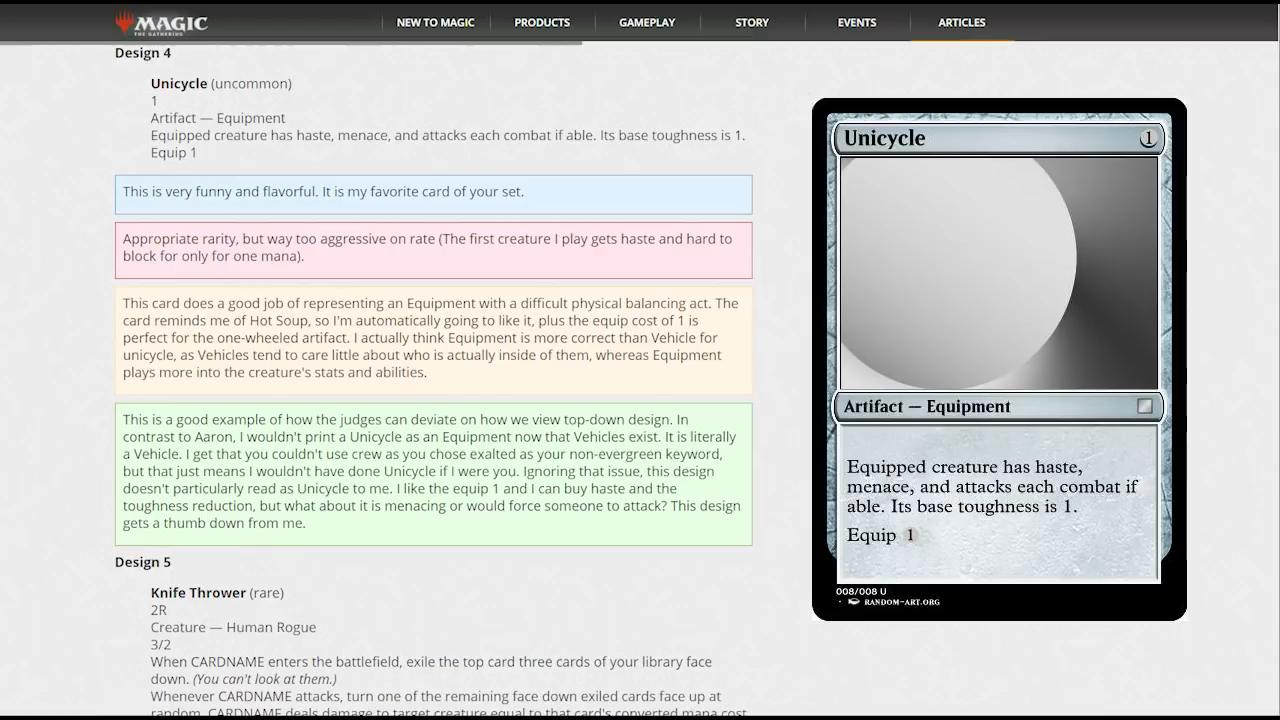 MAGIC
THE GATHERING
NEW TO MAGIC
PRODUCTS
GAMEPLAY
STORY
EVENTS
ARTICLES
Design 4
Unicycle (uncommon)
1
Artifact — Equipment
Equipped creature has haste, menace, and attacks each combat if able. Its base toughness is 1.
Equip 1
This is very funny and flavorful. It is my favorite card of your set.
Appropriate rarity, but way too aggressive on rate (The first creature I play gets haste and hard to
block for only for one mana).
This card does a good job of representing an Equipment with a difficult physical balancing act. The
card reminds me of Hot Soup, so I'm automatically going to like it, plus the equip cost of 1 is
perfect for the one-wheeled artifact. I actually think Equipment is more correct than Vehicle for
unicycle, as Vehicles tend to care little about who is actually inside of them, whereas Equipment
plays more into the creature's stats and abilities.
This is a good example of how the judges can deviate on how we view top-down design. In
contrast to Aaron, I wouldn't print a Unicycle as an Equipment now that Vehicles exist. It is literally
a Vehicle. I get that you couldn't use crew as you chose exalted as your non-evergreen keyword,
but that just means I wouldn't have done Unicycle if I were you. Ignoring that issue, this design
doesn't particularly read as Unicycle to me. I like the equip 1 and I can buy haste and the
toughness reduction, but what about it is menacing or would force someone to attack? This design
gets a thumb down from me.
Design 5
Knife Thrower (rare)
2R
Creature — Human Rogue
3/2
When CARDNAME enters the battlefield, exile the top card three cards of your library face
down. (You can't look at them.)
Whenever CARDNAME attacks, turn one of the remaining face down exiled cards face up at
random. CARDNAME deals damage to target creature equal to that card's converted mana cost
Unicycle 1
Artifact — Equipment
Equipped creature has haste,
menace, and attacks each combat if
able. Its base toughness is 1.
Equip 1
008/008 U
RANDOM-ART.ORG